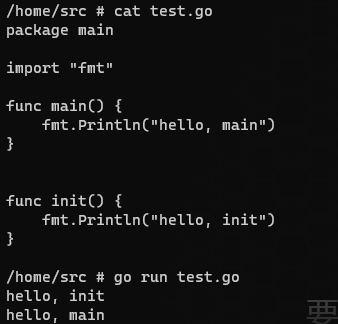 /home/src # cat test.go
package main

import "fmt"

func main() {
    fmt.Println("hello, main")
}


func init() {
    fmt.Println("hello, init")
}

/home/src # go run test.go
hello, init
hello, main
要